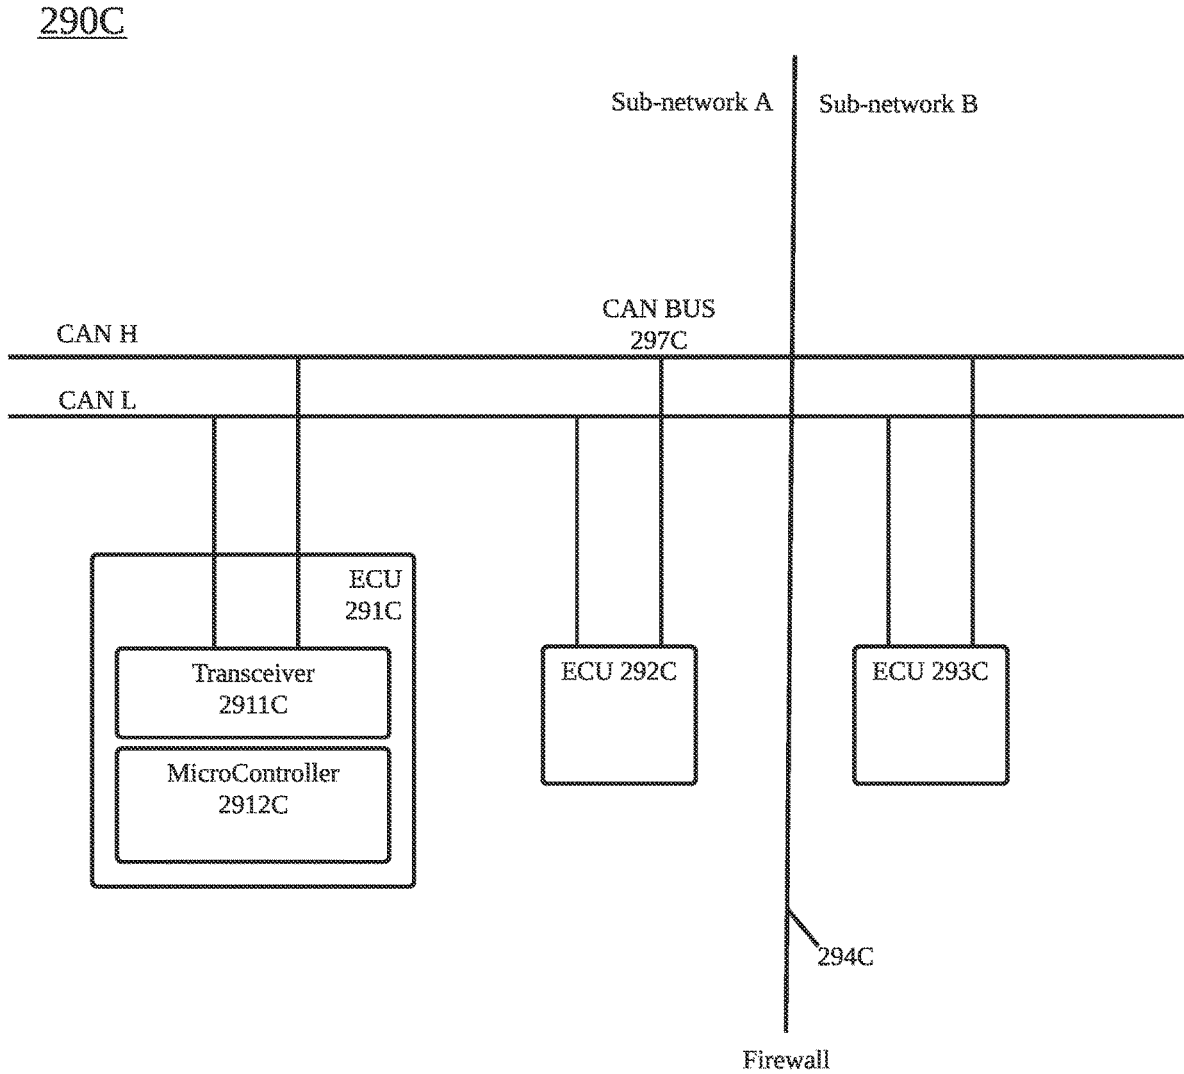 290C
Sub-network A
Sub-network B
CAN BUS
297C
CAN H
CAN L
ECU
291C
Transceiver
2911C
MicroController
2912C
ECU 292C
ECU 293C
294C
Firewall